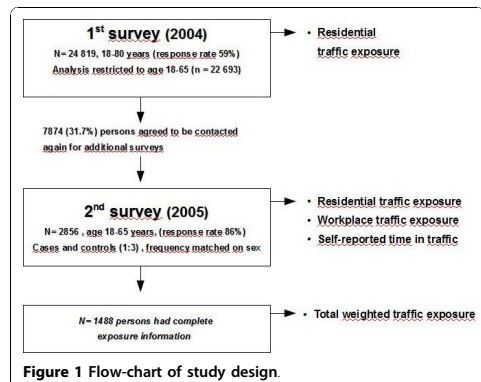 1st survey (2004)
N= 24 819, 18-80 years (response rate 59%)
Analysis restricted to age 18-65 (n = 22 693)
• Residential
traffic exposure
7874 (31.7%) persons agreed to be contacted
again for additional surveys
2nd survey (2005)
N= 2856 , age 18-65 years, (response rate 86%)
Cases and controls (1:3) , frequency matched on sex
• Residential traffic exposure
• Workplace traffic exposure
• Self-reported time in traffic
N= 1488 persons had complete
exposure information
• Total weighted traffic exposure
Figure 1 Flow-chart of study design.